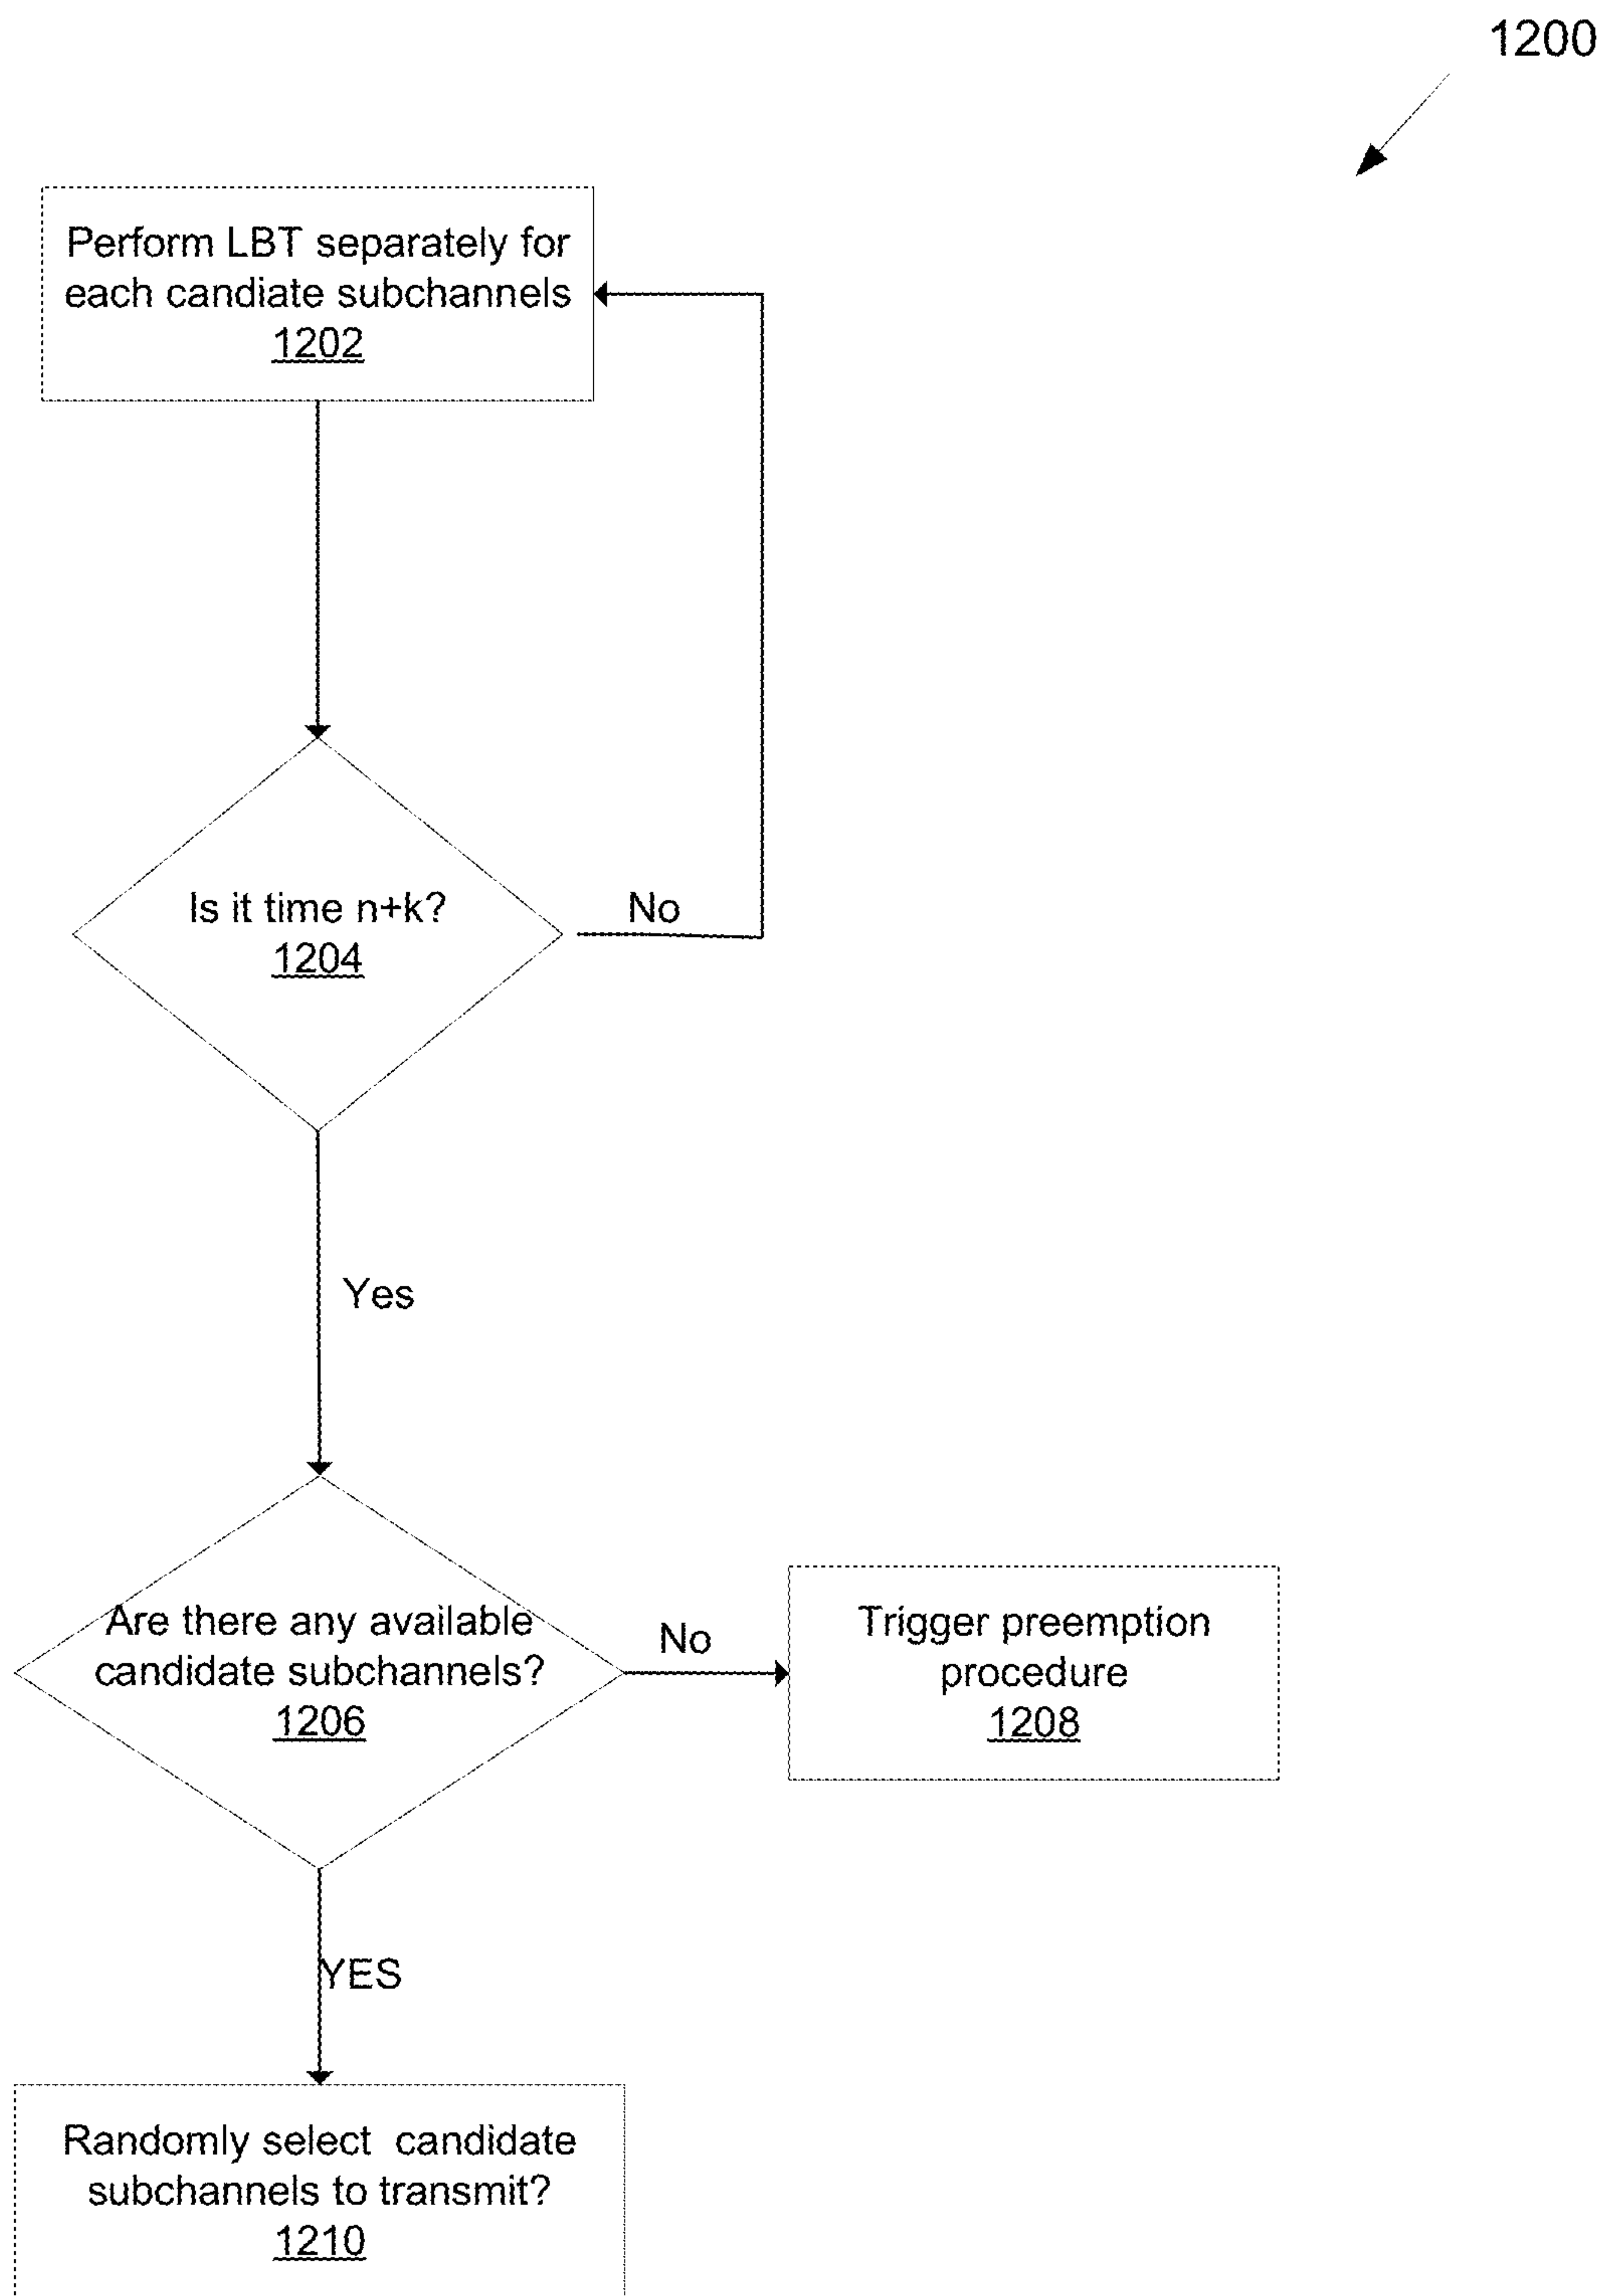 1200
Perform LBT separately for
each candiate subchannels
1202
Is it time n+k?
1204
No
Yes
Are there any available
candidate subchannels?
1206
No
Trigger preemption
procedure
1208
YES
Randomly select candidate
subchannels to transmit?
1210